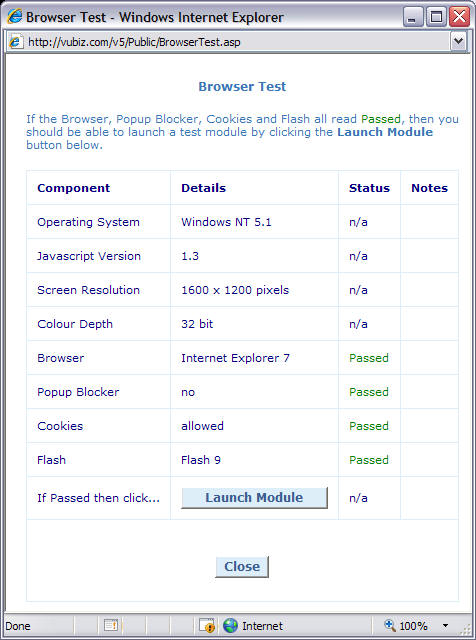 Browser Test - Windows Internet Explorer
http://vubiz.com/v5/Public/BrowserTest.asp
Browser Test
If the Browser, Popup Blocker, Cookies and Flash all read Passed, then you
should be able to launch a test module by clicking the Launch Module
button below.
Component Details Status Notes
Operating System Windows NT 5.1 n/a
Javascript Version 1.3 n/a
Screen Resolution 1600 x 1200 pixels n/a
Colour Depth 32 bit n/a
Browser Internet Explorer 7 Passed
Popup Blocker no Passed
Cookies allowed Passed
Flash Flash 9 Passed
If Passed then click... Launch Module n/a
Close
Done Internet 100%